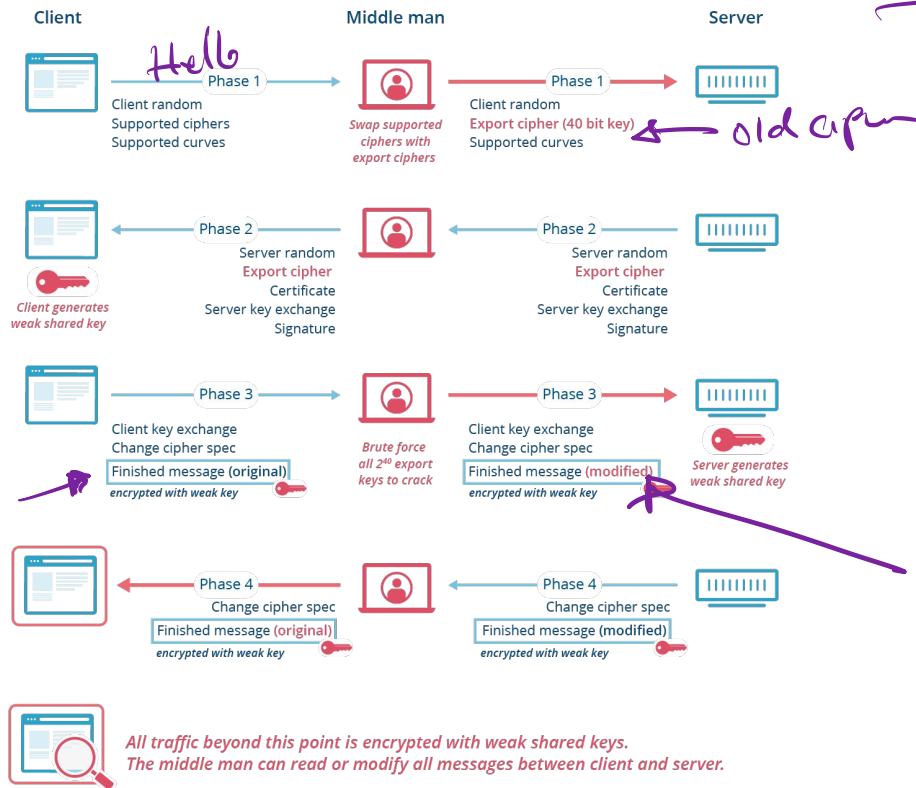 Client
Middle man
Server
Hello
Phase 1
Client random
Supported ciphers
Supported curves
Swap supported
ciphers with
export ciphers
Phase 1
Client random
Export cipher (40 bit key)
Supported curves
old
Phase 2
Server random
Export cipher
Certificate
Server key exchange
Signature
Phase 2
Server random
Export cipher
Certificate
Server key exchange
Signature
Client generates
weak shared key
Phase 3
Client key exchange
Change cipher spec
Finished message (original)
encrypted with weak key
Brute force
all 2⁴⁰ export
keys to crack
Phase 3
Client key exchange
Change cipher spec
Finished message (modified)
encrypted with weak key
Server generates
weak shared key
Phase 4
Change cipher spec
Finished message (original)
encrypted with weak key
Phase 4
Change cipher spec
Finished message (modified)
encrypted with weak key
All traffic beyond this point is encrypted with weak shared keys.
The middle man can read or modify all messages between client and server.